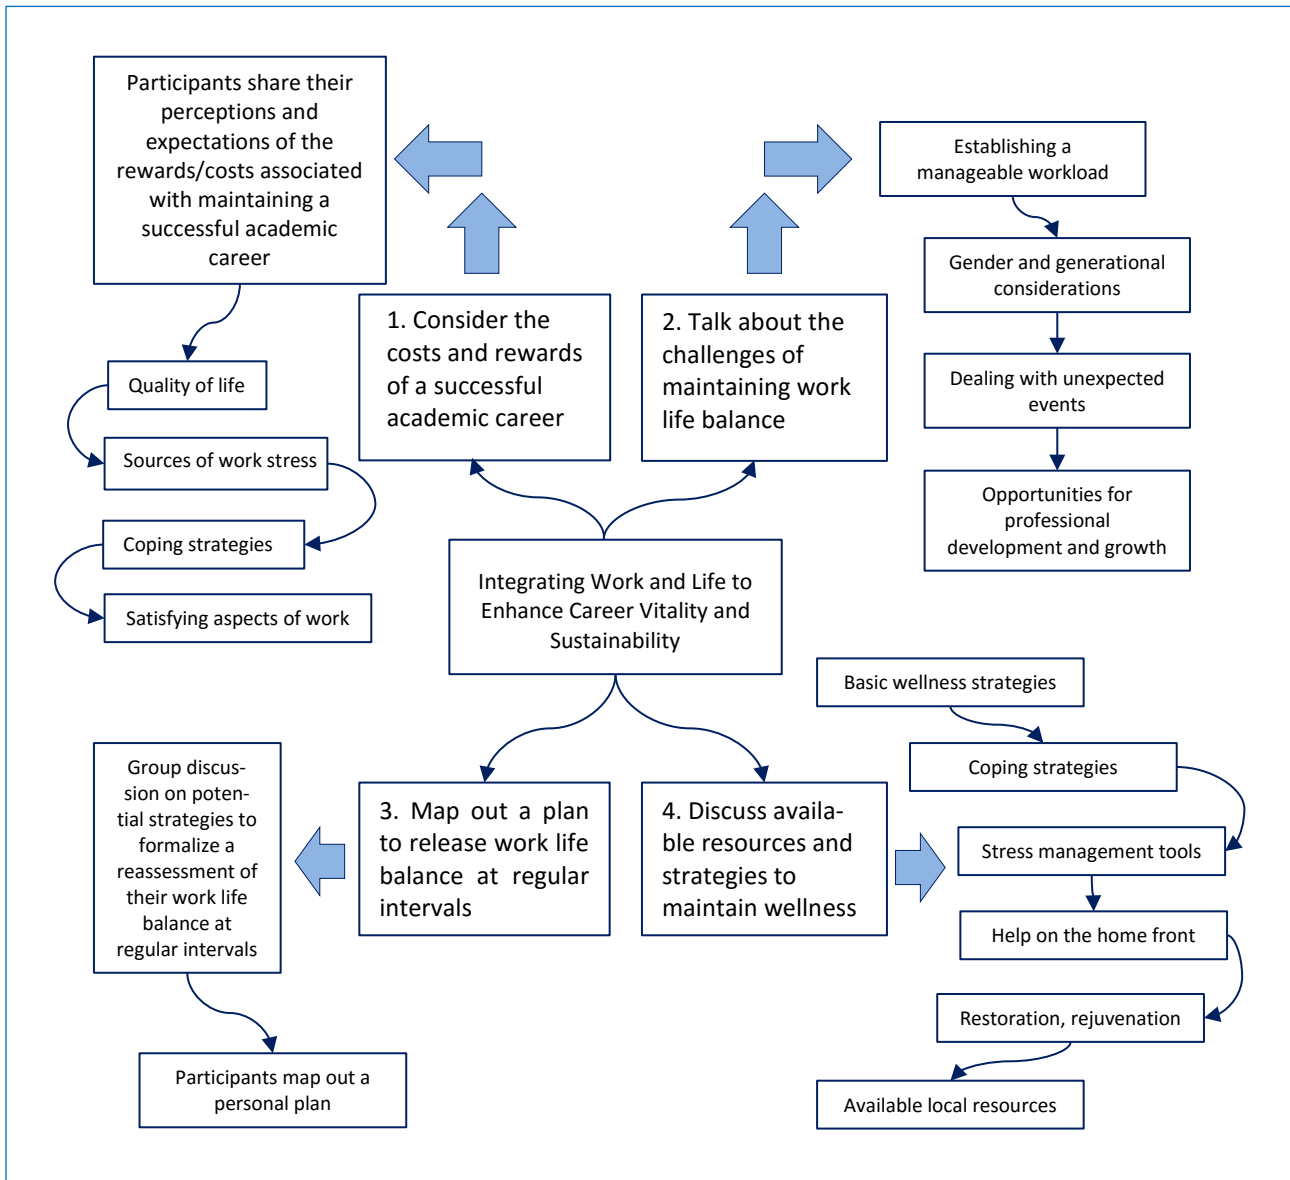 Participants share their
perceptions and
expectations of the
rewards/costs associated
with maintaining a
successful academic
career
Quality of life
Sources of work stress
Coping strategies
Satisfying aspects of work
1. Consider the
costs and rewards
of a successful
academic career
2. Talk about the
challenges of
maintaining work
life balance
Establishing a
manageable workload
Gender and generational
considerations
Dealing with unexpected
events
Opportunities for
professional
development and growth
Integrating Work and Life to
Enhance Career Vitality and
Sustainability
Group discus-
sion on poten-
tial strategies to
formalize a
reassessment of
their work life
balance at
regular intervals
Participants map out a
personal plan
3. Map out a plan
to release work life
balance at regular
intervals
4. Discuss availa-
ble resources and
strategies to
maintain wellness
Basic wellness strategies
Coping strategies
Stress management tools
Help on the home front
Restoration, rejuvenation
Available local resources